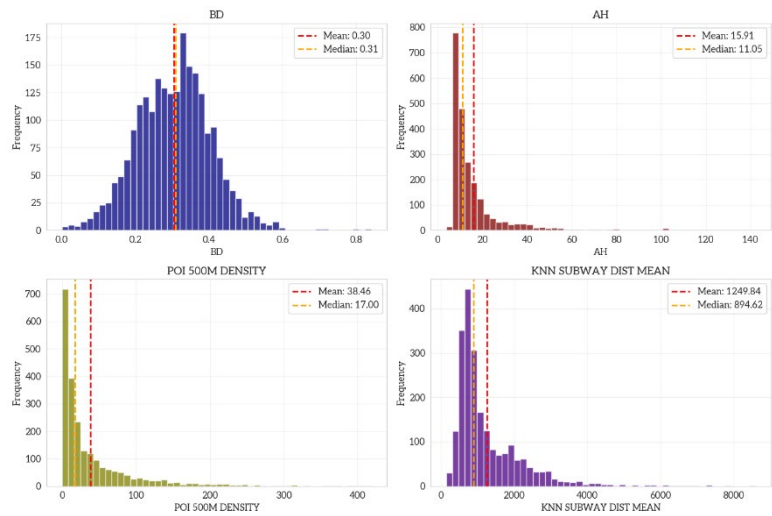 BD
Mean: 0.30
Median: 0.31
Frequency
175
150
125
100
75
50
25
0
0.0 0.2 0.4 0.6 0.8
BD
AH
Mean: 15.91
Median: 11.05
Frequency
800
700
600
500
400
300
200
100
0
0 20 40 60 80 100 120 140
AH
POI 500M DENSITY
Mean: 38.46
Median: 17.00
Frequency
700
600
500
400
300
200
100
0
0 100 200 300 400
POI 500M DENSITY
KNN SUBWAY DIST MEAN
Mean: 1249.84
Median: 894.62
Frequency
400
300
200
100
0
0 2000 4000 6000 8000
KNN SUBWAY DIST MEAN